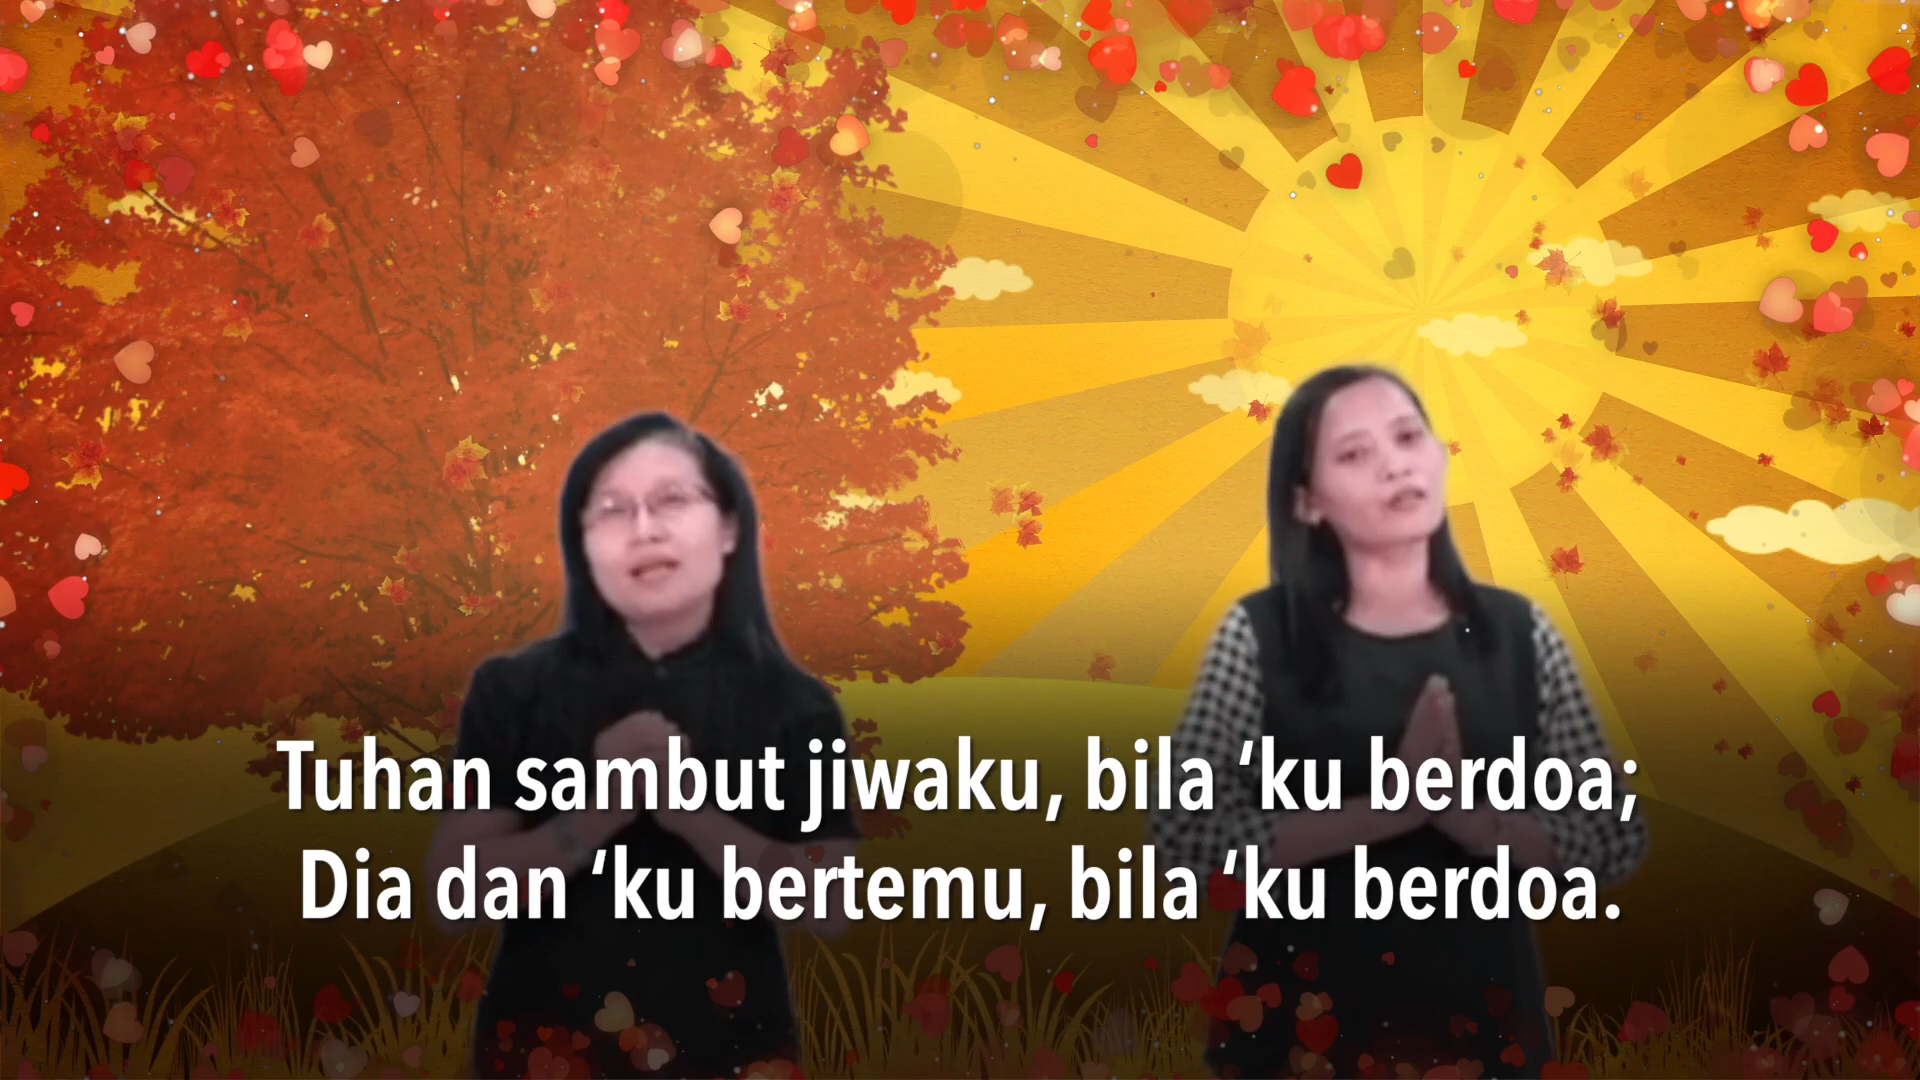 Tuhan sambut jiwaku, bila ‘ku berdoa;
Dia dan ‘ku bertemu, bila ‘ku berdoa.